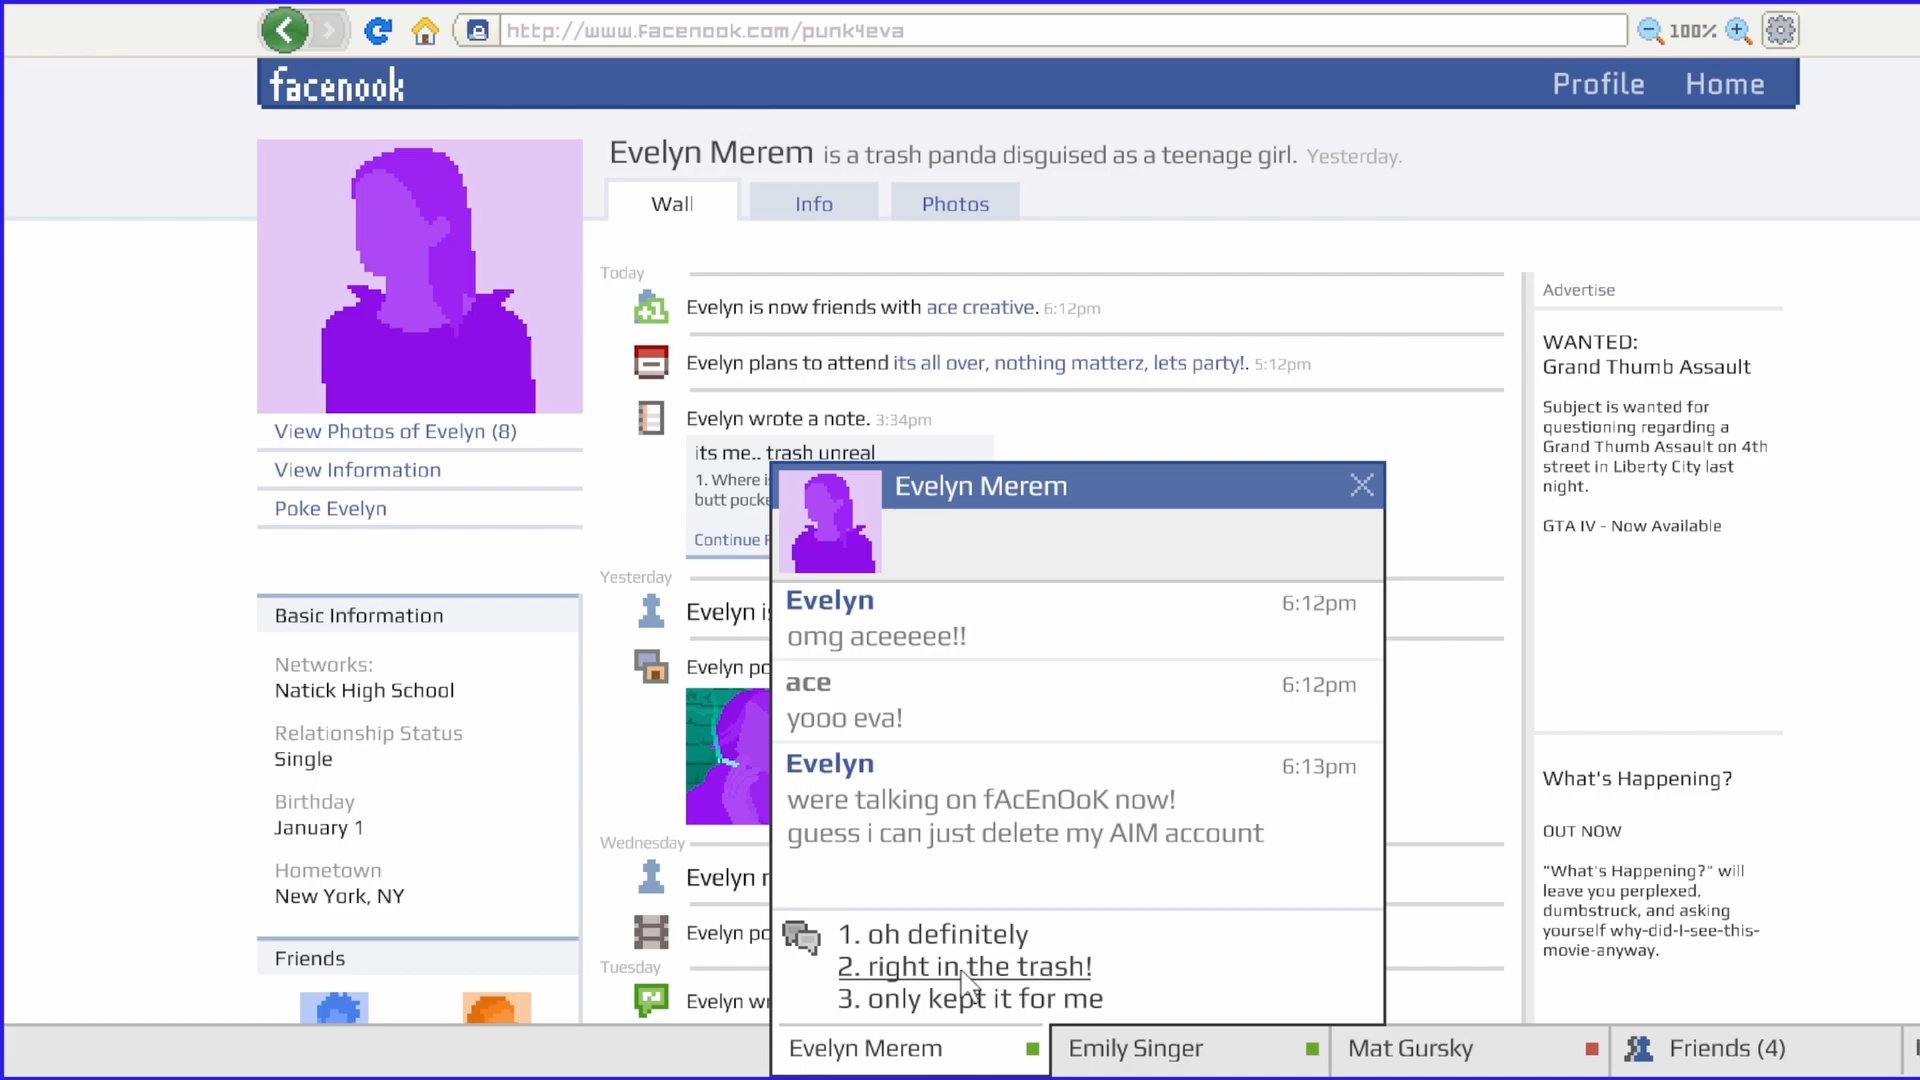 http://www.facenook.com/punk4eva
100%
facenook
Profile
Home
Evelyn Merem is a trash panda disguised as a teenage girl. Yesterday.
Wall
Info
Photos
View Photos of Evelyn (8)
View Information
Poke Evelyn
Basic Information
Networks:
Natick High School
Relationship Status
Single
Birthday
January 1
Hometown
New York, NY
Friends
Today
Evelyn is now friends with ace creative. 6:12pm
Evelyn plans to attend its all over, nothing matterz, lets party!. 5:12pm
Evelyn wrote a note. 3:34pm
its me.. trash unreal
1. Where
butt
Continue
Yesterday
Evelyn
Evelyn
Wednesday
Evelyn
Evelyn
Tuesday
Evelyn
Evelyn Merem
Evelyn 6:12pm
omg aceeeee!!
ace 6:12pm
yooo eva!
Evelyn 6:13pm
were talking on fAcEnOoK now!
guess i can just delete my AIM account
1. oh definitely
2. right in the trash!
3. only kept it for me
Advertise
WANTED:
Grand Thumb Assault
Subject is wanted for
questioning regarding a
Grand Thumb Assault on 4th
street in Liberty City last
night.
GTA IV - Now Available
What's Happening?
OUT NOW
"What's Happening?" will
leave you perplexed,
dumbstruck, and asking
yourself why-did-I-see-this-
movie-anyway.
Evelyn Merem
Emily Singer
Mat Gursky
Friends (4)